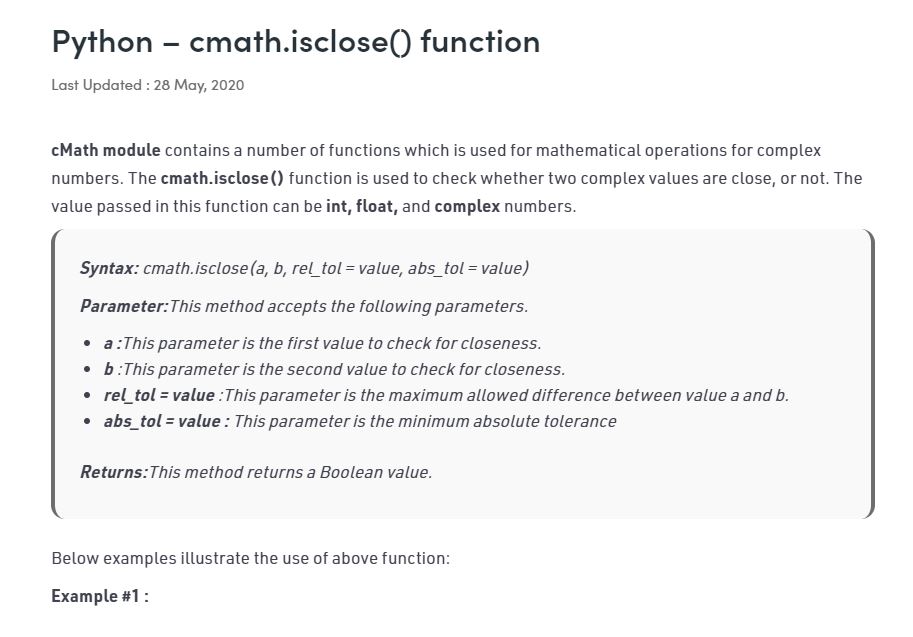 Python – cmath.isclose() function
Last Updated : 28 May, 2020
cMath module contains a number of functions which is used for mathematical operations for complex
numbers. The cmath.isclose() function is used to check whether two complex values are close, or not. The
value passed in this function can be int, float, and complex numbers.
Syntax: cmath.isclose(a, b, rel_tol = value, abs_tol = value)
Parameter:This method accepts the following parameters.
• a :This parameter is the first value to check for closeness.
• b :This parameter is the second value to check for closeness.
• rel_tol = value :This parameter is the maximum allowed difference between value a and b.
• abs_tol = value : This parameter is the minimum absolute tolerance
Returns:This method returns a Boolean value.
Below examples illustrate the use of above function:
Example #1 :